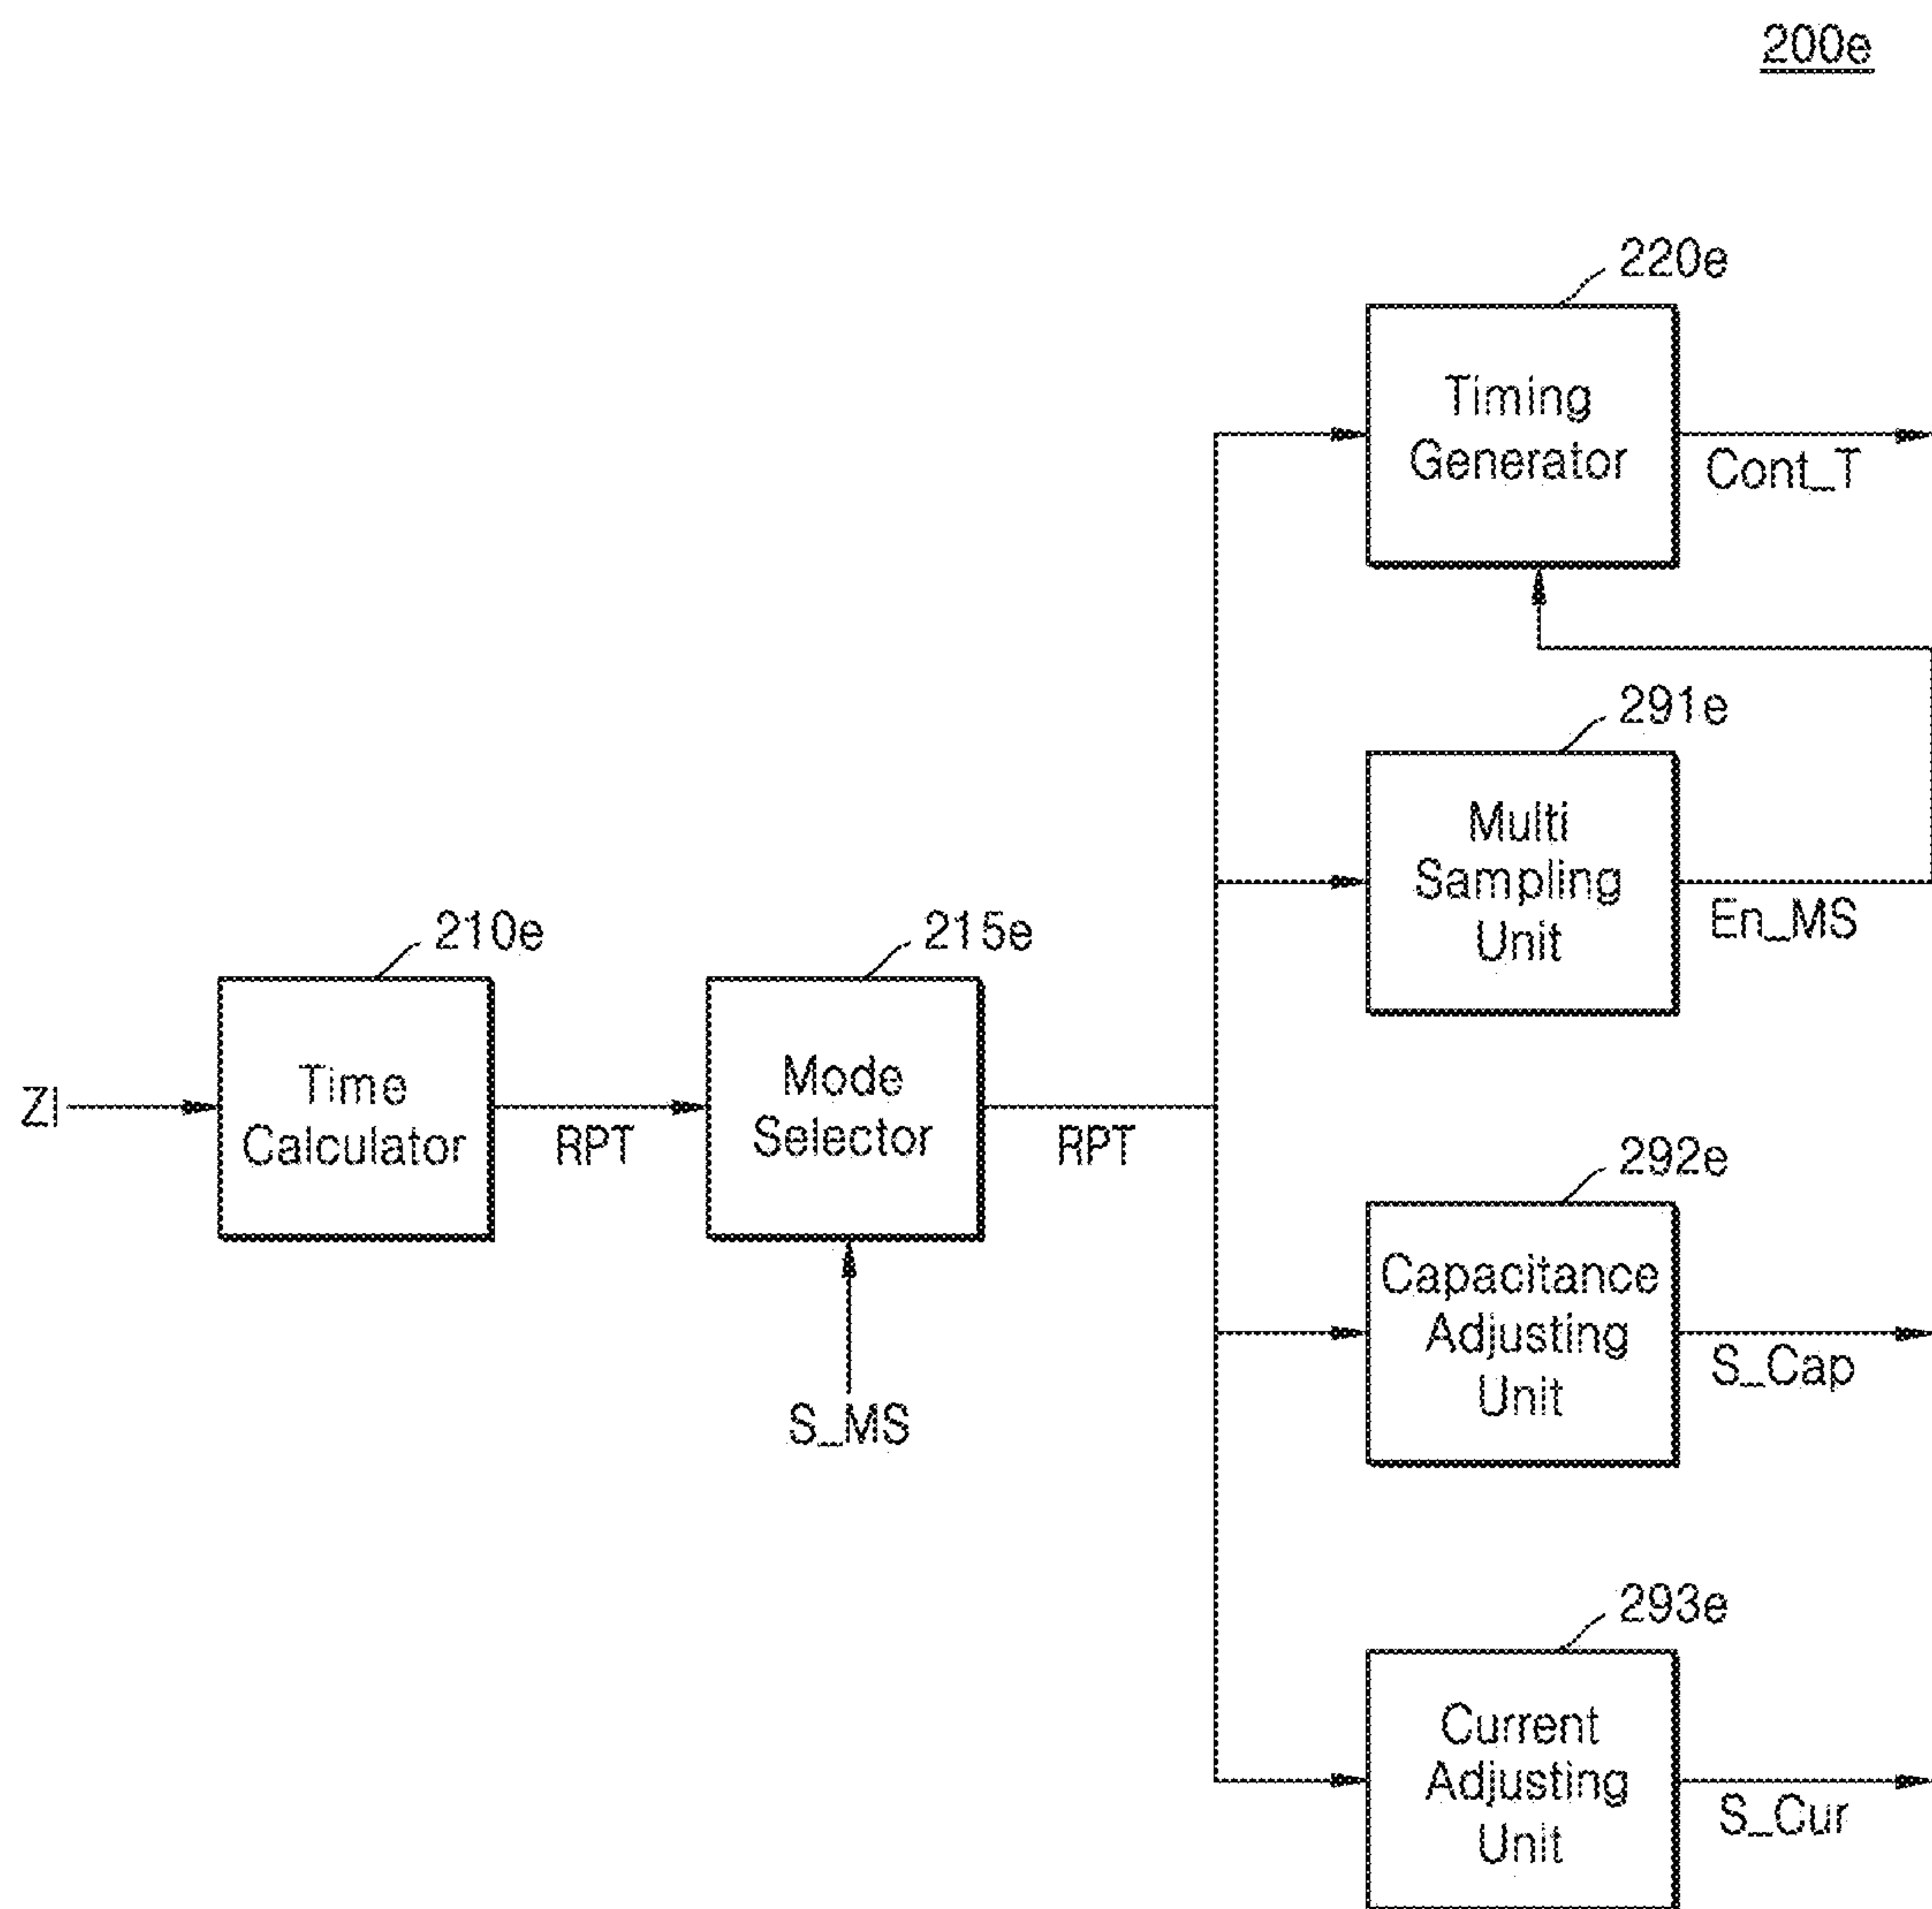 200e
220e
Timing
Generator
Cont_T
291e
Multi
Sampling
Unit
En_MS
210e
215e
ZI
Time
Calculator
RPT
Mode
Selector
RPT
S_MS
292e
Capacitance
Adjusting
Unit
S_Cap
293e
Current
Adjusting
Unit
S_Cur